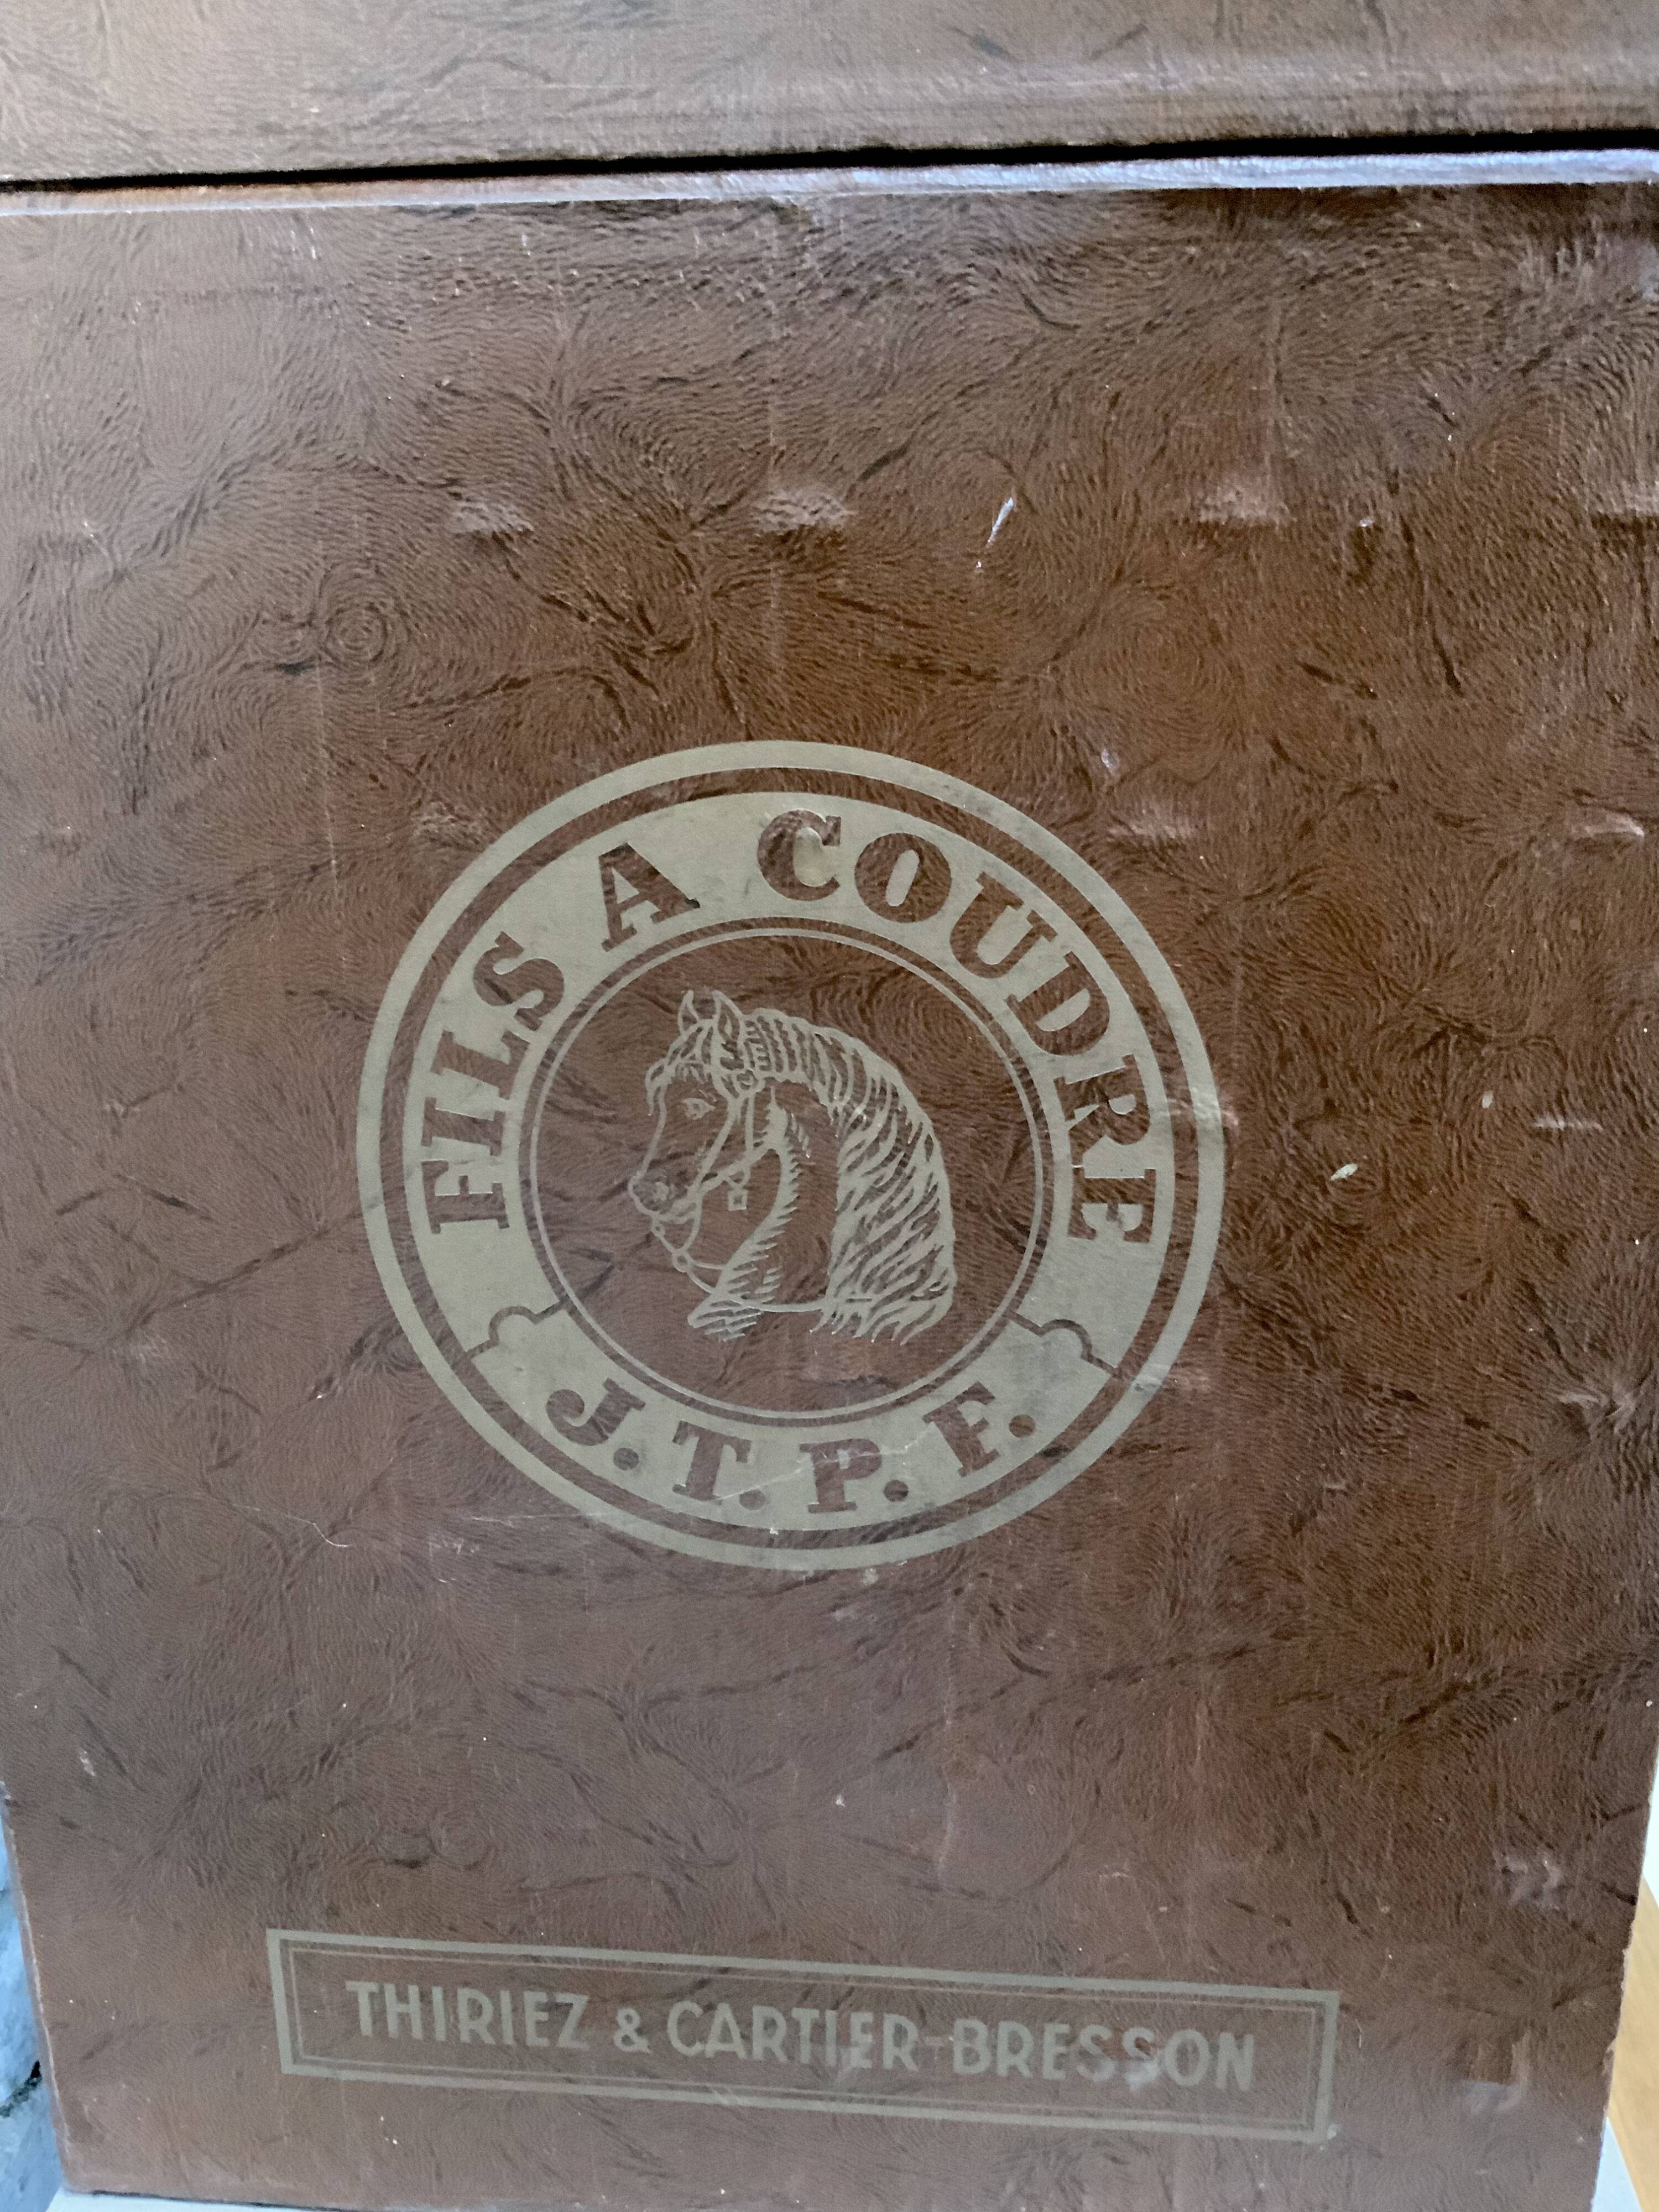 FILS A COUDRE
J.T.P.F.
THIRIEZ & CARTIER-BRESSON